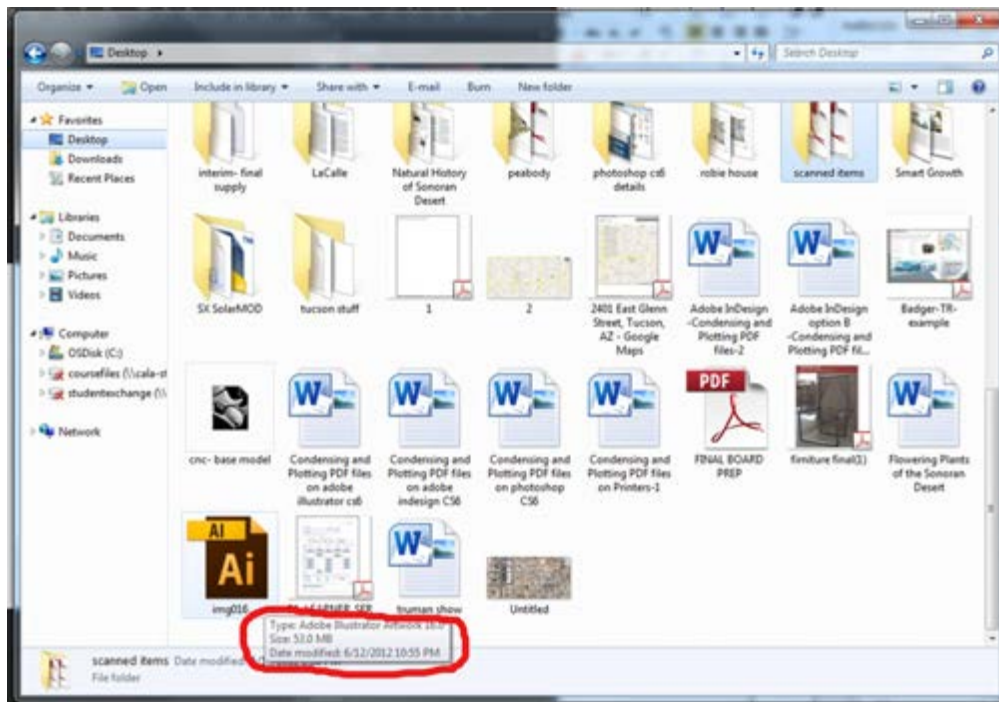 Desktop
Search Desktop
Organize Open Include in library Share with E-mail Burn New folder
Favorites
Desktop
Downloads
Recent Places
Libraries
Documents
Music
Pictures
Videos
Computer
OSDisk (C:)
coursefiles (\\cala-st
studentexchange (\\
Network
interim- final
supply
LaCalle
Natural History
of Sonoran
Desert
peabody
photoshop cs6
details
robie house
scanned items
Smart Growth
SX SolarMOD
tucson stuff
1
2
2401 East Glenn
Street, Tucson,
AZ - Google
Maps
Adobe InDesign
-Condensing and
Plotting PDF
files-2
Adobe InDesign
option B
-Condensing and
Plotting PDF fil...
Badger-TR-
example
cnc- base model
Condensing and
Plotting PDF files
on adobe
illustrator cs6
Condensing and
Plotting PDF files
on adobe
indesign CS6
Condensing and
Plotting PDF files
on photoshop
CS6
Condensing and
Plotting PDF files
on Printers-1
PDF
FINAL BOARD
PREP
firniture final(1)
Flowering Plants
of the Sonoran
Desert
AI
Ai
img016
truman show
Untitled
Type: Adobe Illustrator Artwork 16.0
Size: 53.0 MB
Date modified: 6/12/2012 10:55 PM
scanned items Date modified
File folder